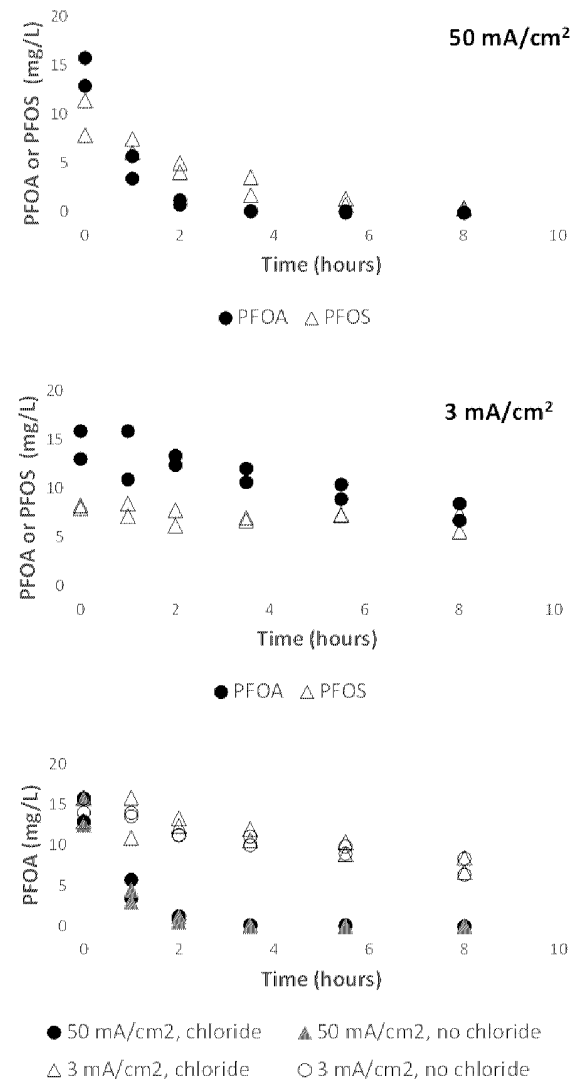 50 mA/cm²
PFOA or PFOS (mg/L)
20
15
10
5
0
0 2 4 6 8 10
Time (hours)
● PFOA △ PFOS
3 mA/cm²
PFOA or PFOS (mg/L)
20
15
10
5
0
0 2 4 6 8 10
Time (hours)
● PFOA △ PFOS
PFOA (mg/L)
20
15
10
5
0
0 2 4 6 8 10
Time (hours)
● 50 mA/cm2, chloride ▲ 50 mA/cm2, no chloride
△ 3 mA/cm2, chloride ○ 3 mA/cm2, no chloride